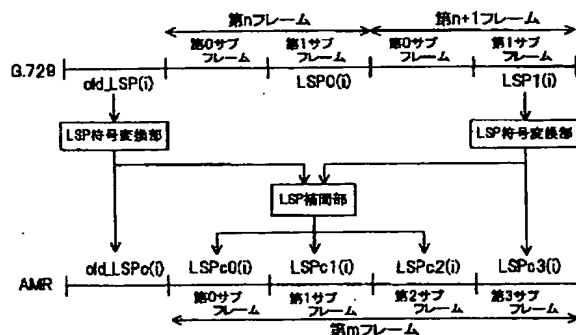 第nフレーム
第n+1フレーム
第0サブフレーム
第1サブフレーム
第0サブフレーム
第1サブフレーム
G.729
old_LSP(i)
LSP0(i)
LSP1(i)
LSP符号変換部
LSP符号変換部
LSP補間部
old_LSPc(i)
LSPc0(i)
LSPc1(i)
LSPc2(i)
LSPc3(i)
AMR
第0サブフレーム
第1サブフレーム
第2サブフレーム
第3サブフレーム
第mフレーム